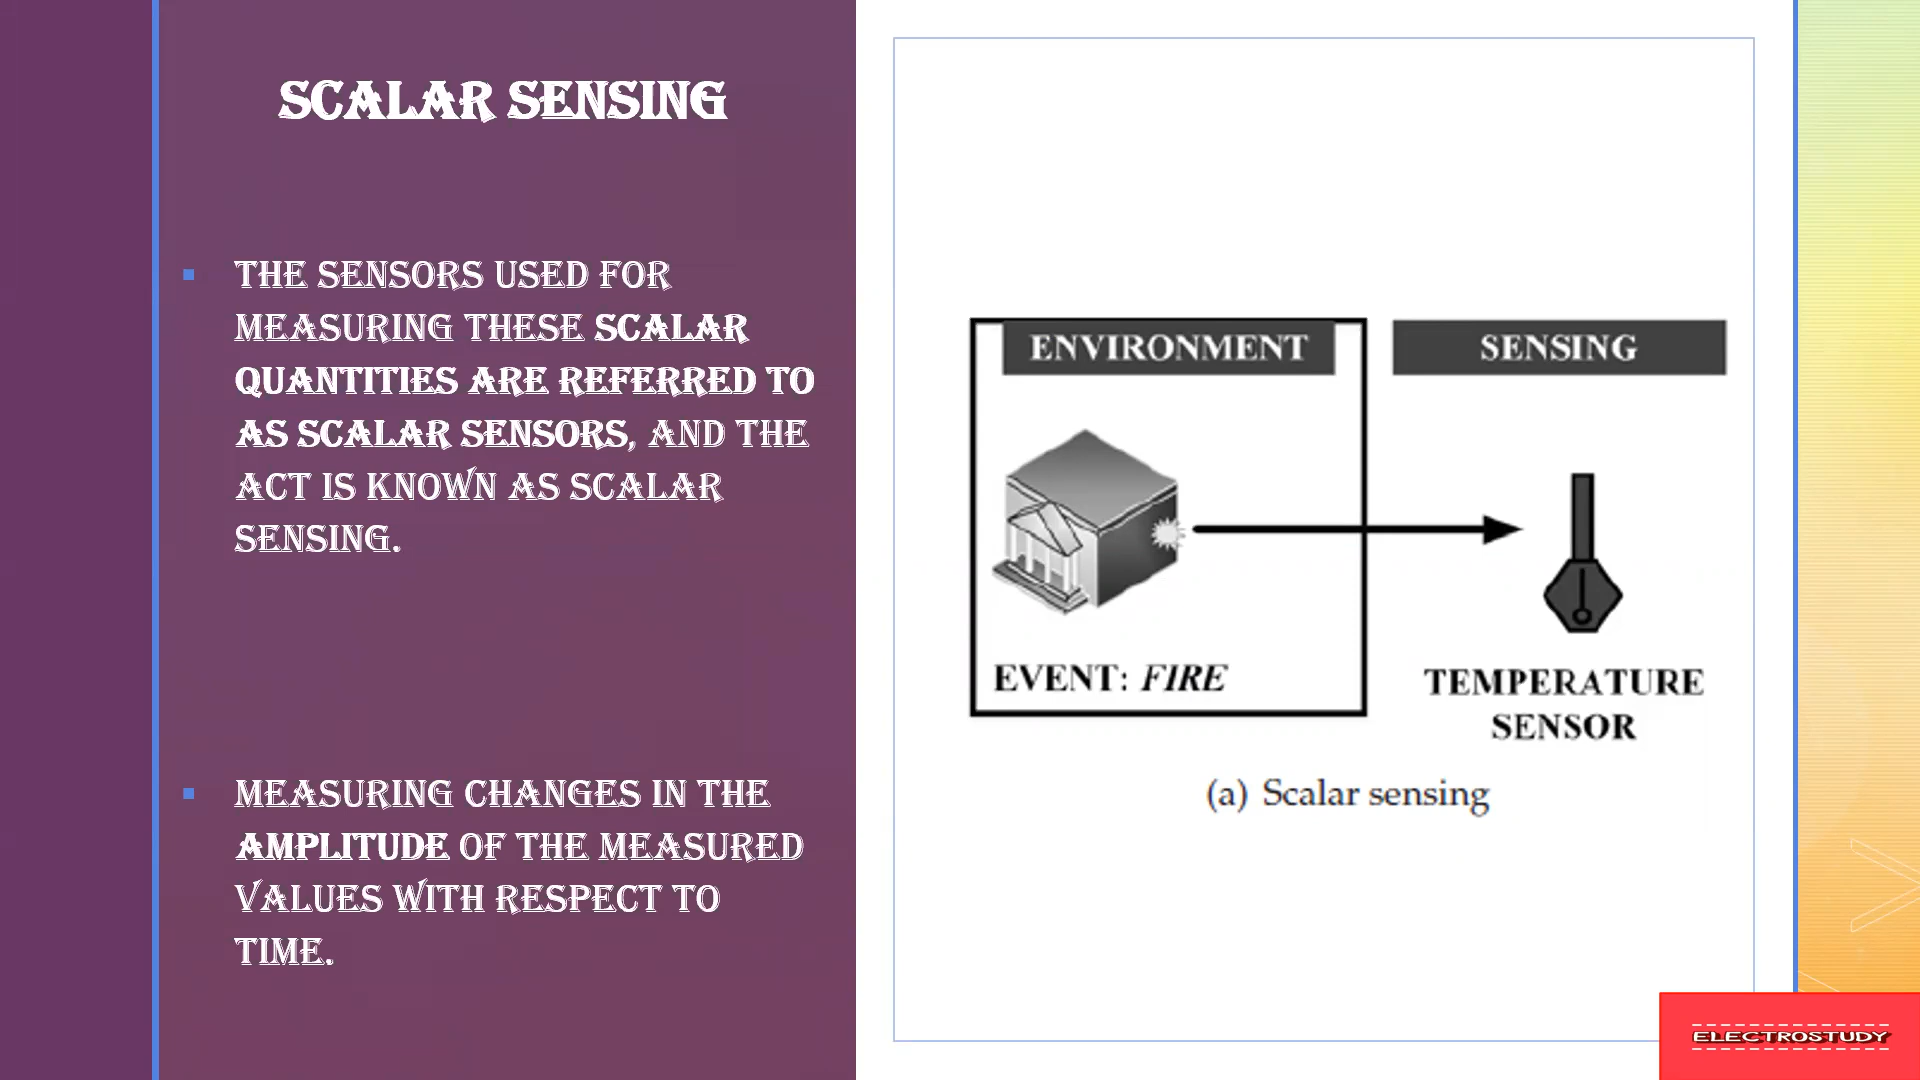 SCALAR SENSING
THE SENSORS USED FOR
MEASURING THESE SCALAR
QUANTITIES ARE REFERRED TO
AS SCALAR SENSORS, AND THE
ACT IS KNOWN AS SCALAR
SENSING.
MEASURING CHANGES IN THE
AMPLITUDE OF THE MEASURED
VALUES WITH RESPECT TO
TIME.
ENVIRONMENT
SENSING
EVENT: FIRE
TEMPERATURE
SENSOR
(a) Scalar sensing
ELECTROSTUDY